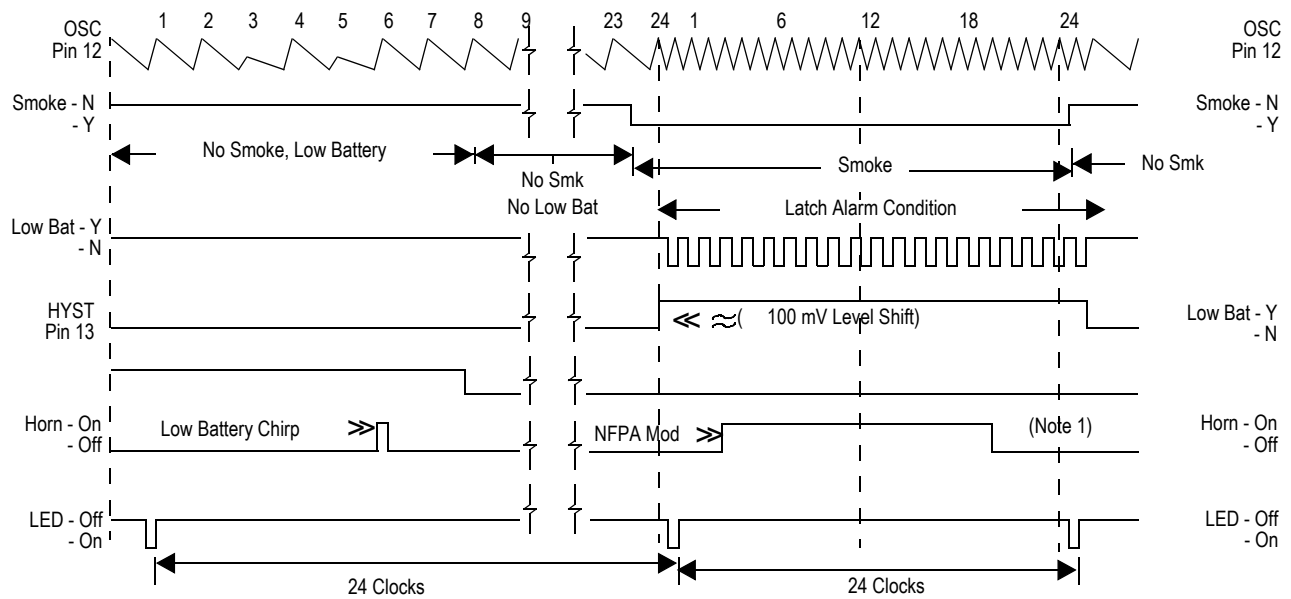 1 2 3 4 5 6 7 8 9 23 24 1 6 12 18 24
OSC
Pin 12
OSC
Pin 12
Smoke - N
- Y
Smoke - N
- Y
No Smoke, Low Battery
No Smk
No Low Bat
Smoke
No Smk
Latch Alarm Condition
Low Bat - Y
- N
HYST
Pin 13
≪ ≈( 100 mV Level Shift)
Low Bat - Y
- N
Horn - On
- Off
Low Battery Chirp ≫
NFPA Mod ≫
(Note 1)
Horn - On
- Off
LED - Off
- On
LED - Off
- On
24 Clocks
24 Clocks